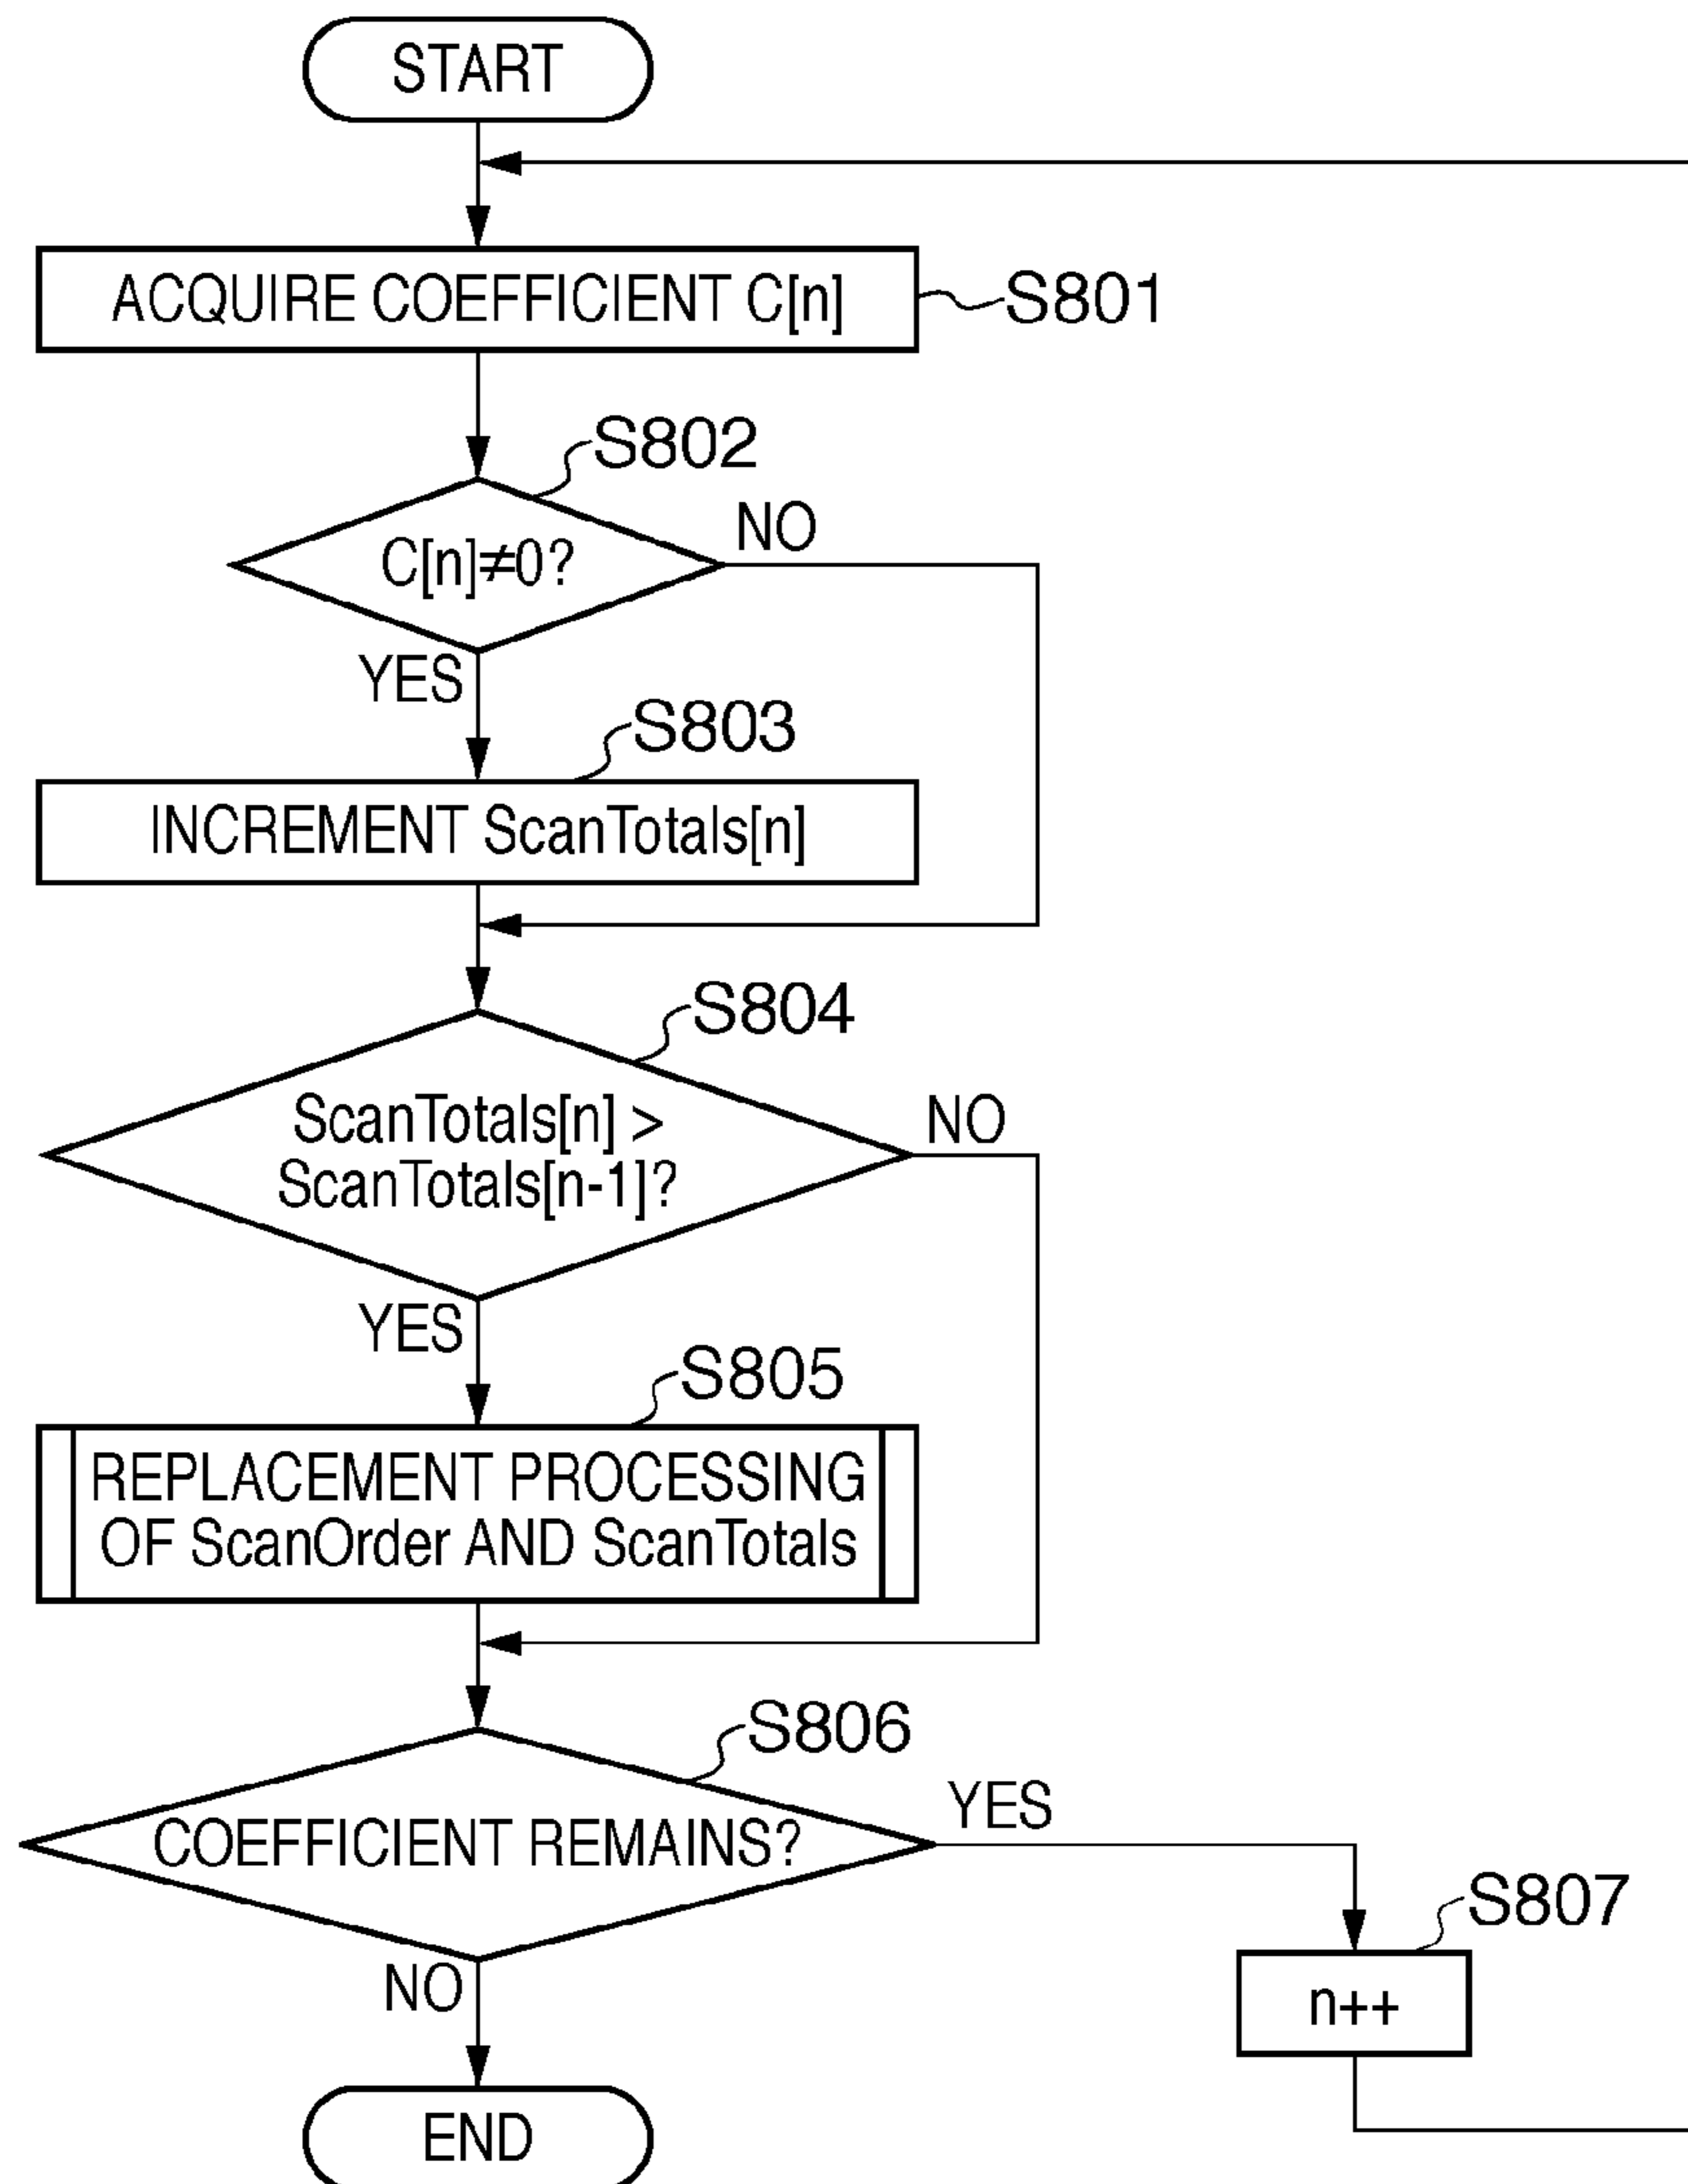 START
ACQUIRE COEFFICIENT C[n]
S801
S802
C[n]≠0?
NO
YES
S803
INCREMENT ScanTotals[n]
S804
ScanTotals[n] >
ScanTotals[n-1]?
NO
YES
S805
REPLACEMENT PROCESSING
OF ScanOrder AND ScanTotals
S806
COEFFICIENT REMAINS?
YES
S807
n++
NO
END